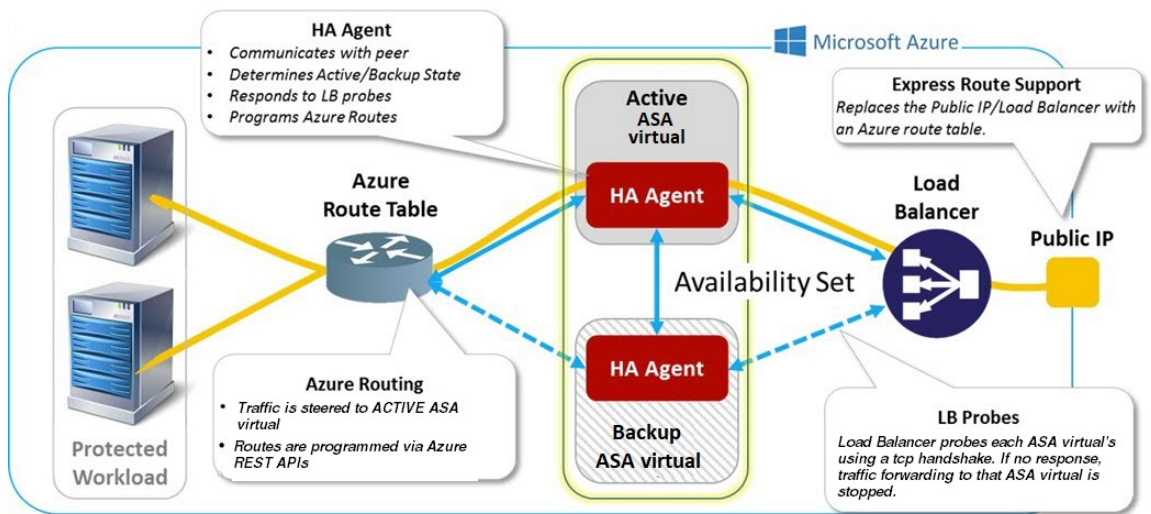 HA Agent
• Communicates with peer
• Determines Active/Backup State
• Responds to LB probes
• Programs Azure Routes
Microsoft Azure
Express Route Support
Replaces the Public IP/Load Balancer with
an Azure route table.
Active
ASA
virtual
HA Agent
Azure
Route Table
Load
Balancer
Public IP
Availability Set
HA Agent
Backup
ASA virtual
Azure Routing
• Traffic is steered to ACTIVE ASA
virtual
• Routes are programmed via Azure
REST APIs
LB Probes
Load Balancer probes each ASA virtual's
using a tcp handshake. If no response,
traffic forwarding to that ASA virtual is
stopped.
Protected
Workload